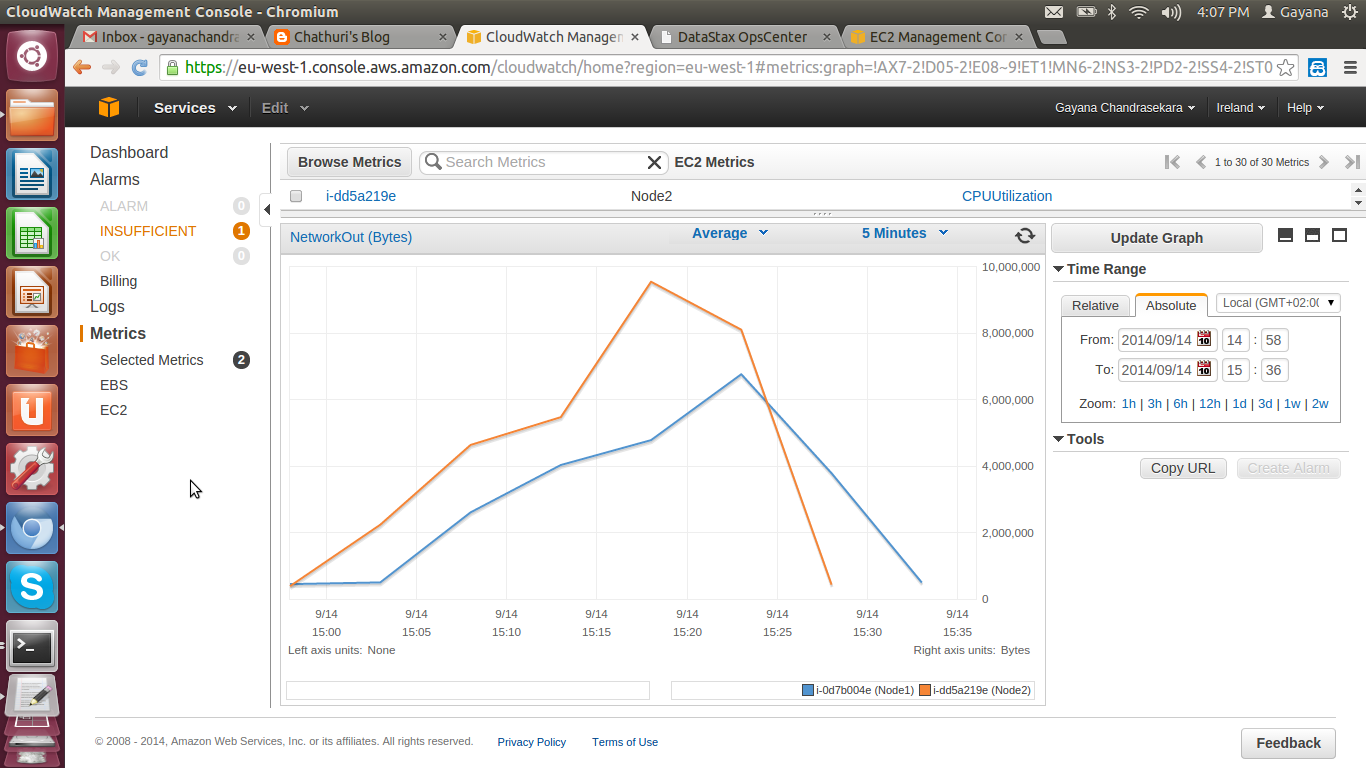 CloudWatch Management Console - Chromium
4:07 PM Gayana
Inbox - gayanachandra
Chathuri's Blog
CloudWatch Managemen
DataStax OpsCenter
EC2 Management Con
https://eu-west-1.console.aws.amazon.com/cloudwatch/home?region=eu-west-1#metrics:graph=!AX7-2!D05-2!E08~9!ET1!MN6-2!NS3-2!PD2-2!SS4-2!ST0
Services Edit Gayana Chandrasekara Ireland Help
Dashboard
Alarms
ALARM 0
INSUFFICIENT 1
OK 0
Billing
Logs
Metrics
Selected Metrics 2
EBS
EC2
Browse Metrics Search Metrics EC2 Metrics 1 to 30 of 30 Metrics
i-dd5a219e Node2 CPUUtilization
NetworkOut (Bytes) Average 5 Minutes
10,000,000
8,000,000
6,000,000
4,000,000
2,000,000
0
9/14 9/14 9/14 9/14 9/14 9/14 9/14 9/14
15:00 15:05 15:10 15:15 15:20 15:25 15:30 15:35
Left axis units: None Right axis units: Bytes
i-0d7b004e (Node1) i-dd5a219e (Node2)
Update Graph
Time Range
Relative Absolute Local (GMT+02:00
From: 2014/09/14 10 14 : 58
To: 2014/09/14 10 15 : 36
Zoom: 1h | 3h | 6h | 12h | 1d | 3d | 1w | 2w
Tools
Copy URL Create Alarm
© 2008 - 2014, Amazon Web Services, Inc. or its affiliates. All rights reserved. Privacy Policy Terms of Use
Feedback